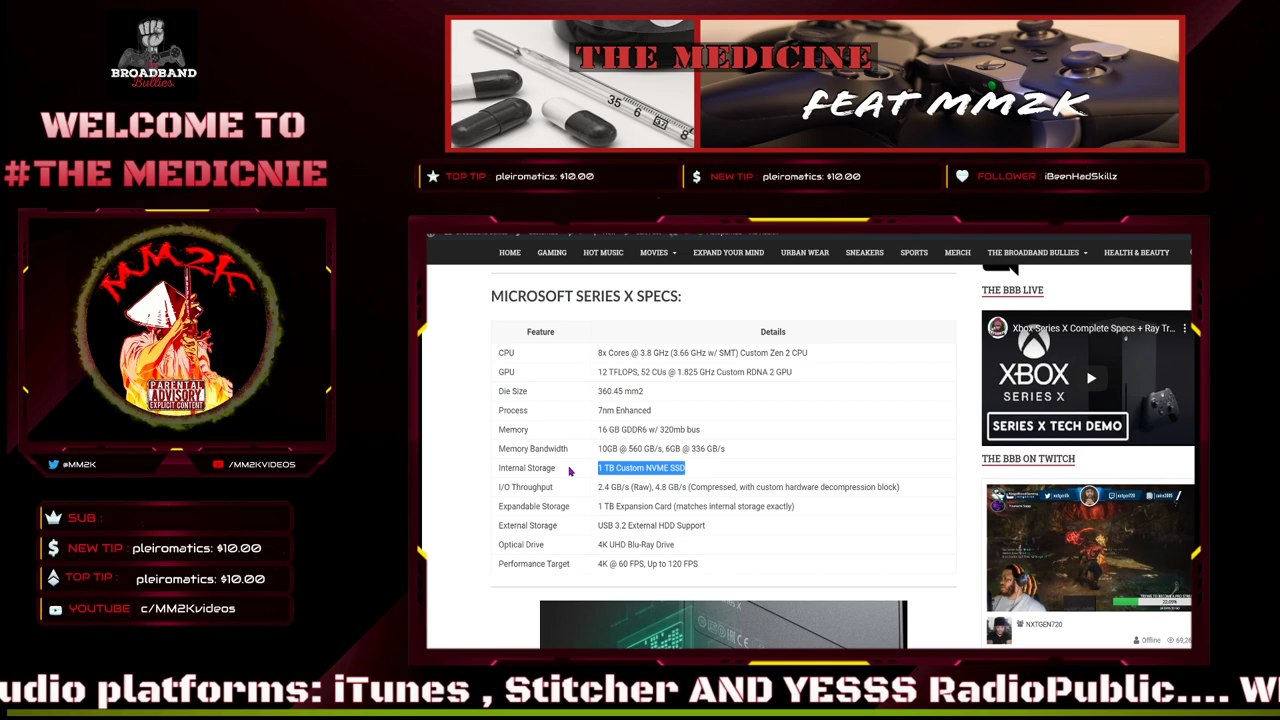 BROADBAND
Bullies
WELCOME TO
#THE MEDICNIE
THE MEDICINE
FEAT MM2K
35
6
32
8
TOP TIP : pleiromatics: $10.00
NEW TIP : pleiromatics: $10.00
FOLLOWER : iBeenHadSkillz
MM2K
PARENTAL
ADVISORY
EXPLICIT CONTENT
@MM2K
/MM2KVIDEOS
SUB :
NEW TIP : pleiromatics: $10.00
TOP TIP : pleiromatics: $10.00
YOUTUBE c/MM2Kvideos
HOME GAMING HOT MUSIC MOVIES EXPAND YOUR MIND URBAN WEAR SNEAKERS SPORTS MERCH THE BROADBAND BULLIES HEALTH & BEAUTY
MICROSOFT SERIES X SPECS:
Feature Details
CPU 8x Cores @ 3.8 GHz (3.66 GHz w/ SMT) Custom Zen 2 CPU
GPU 12 TFLOPS, 52 CUs @ 1.825 GHz Custom RDNA 2 GPU
Die Size 360.45 mm2
Process 7nm Enhanced
Memory 16 GB GDDR6 w/ 320mb bus
Memory Bandwidth 10GB @ 560 GB/s, 6GB @ 336 GB/s
Internal Storage 1 TB Custom NVME SSD
I/O Throughput 2.4 GB/s (Raw), 4.8 GB/s (Compressed, with custom hardware decompression block)
Expandable Storage 1 TB Expansion Card (matches internal storage exactly)
External Storage USB 3.2 External HDD Support
Optical Drive 4K UHD Blu-Ray Drive
Performance Target 4K @ 60 FPS, Up to 120 FPS
THE BBB LIVE
Xbox Series X Complete Specs + Ray Tr...
XBOX
SERIES X
SERIES X TECH DEMO
THE BBB ON TWITCH
22.89%
NXTGEN720
Offline 69,26
udio platforms: iTunes , Stitcher AND YESSS RadioPublic.... W